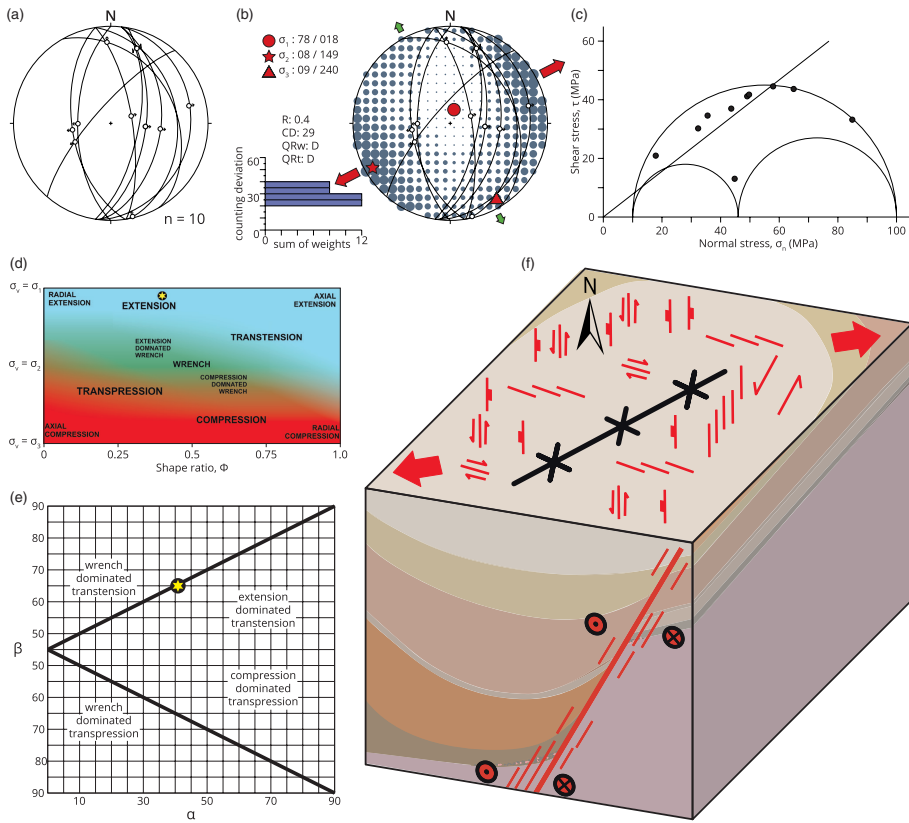 (a)
N
n = 10
(b)
N
σ1 : 78 / 018
σ2 : 08 / 149
σ3 : 09 / 240
R: 0.4
CD: 29
QRw: D
QRt: D
60
30
0
counting deviation
0
12
sum of weights
(c)
60
40
20
0
Shear stress, τ (MPa)
0
20
40
60
80
100
Normal stress, σn (MPa)
(d)
σv = σ1
σv = σ2
σv = σ3
RADIAL
EXTENSION
EXTENSION
AXIAL
EXTENSION
TRANSTENSION
EXTENSION
DOMINATED
WRENCH
WRENCH
COMPRESSION
DOMINATED
WRENCH
TRANSPRESSION
COMPRESSION
AXIAL
COMPRESSION
RADIAL
COMPRESSION
0
0.25
0.5
0.75
1.0
Shape ratio, Φ
(e)
90
80
70
60
50
β
50
60
70
80
90
wrench
dominated
transtension
extension
dominated
transtension
compression
dominated
transpression
wrench
dominated
transpression
10
30
50
70
90
α
(f)
N